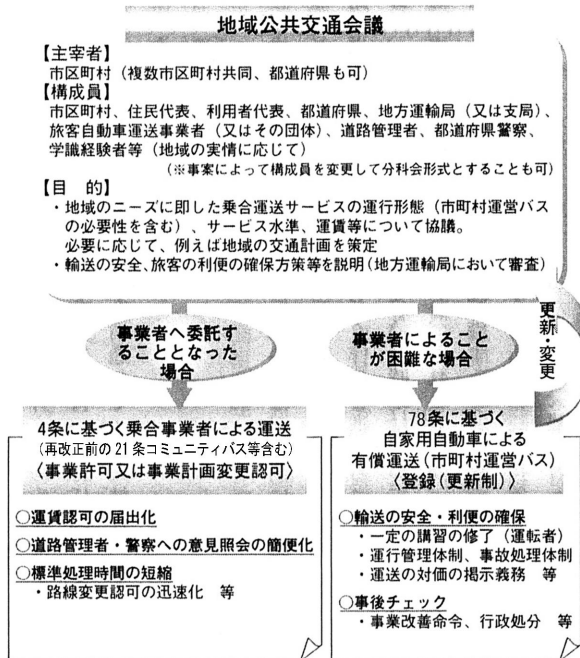 地域公共交通会議
【主宰者】
市区町村（複数市区町村共同、都道府県も可）
【構成員】
市区町村、住民代表、利用者代表、都道府県、地方運輸局（又は支局）、
旅客自動車運送事業者（又はその団体）、道路管理者、都道府県警察、
学識経験者等（地域の実情に応じて）
（※事案によって構成員を変更して分科会形式とすることも可）
【目　的】
・地域のニーズに即した乗合運送サービスの運行形態（市町村運営バス
の必要性を含む）、サービス水準、運賃等について協議。
必要に応じて、例えば地域の交通計画を策定
・輸送の安全、旅客の利便の確保方策等を説明（地方運輸局において審査）
更新・変更
事業者へ委託す
ることとなった
場合
4条に基づく乗合事業者による運送
（再改正前の21条コミュニティバス等含む）
〈事業許可又は事業計画変更認可〉
○運賃認可の届出化
○道路管理者・警察への意見照会の簡便化
○標準処理時間の短縮
・路線変更認可の迅速化　等
事業者によること
が困難な場合
78条に基づく
自家用自動車による
有償運送（市町村運営バス）
〈登録（更新制）〉
○輸送の安全・利便の確保
・一定の講習の修了（運転者）
・運行管理体制、事故処理体制
・運送の対価の掲示義務　等
○事後チェック
・事業改善命令、行政処分　等